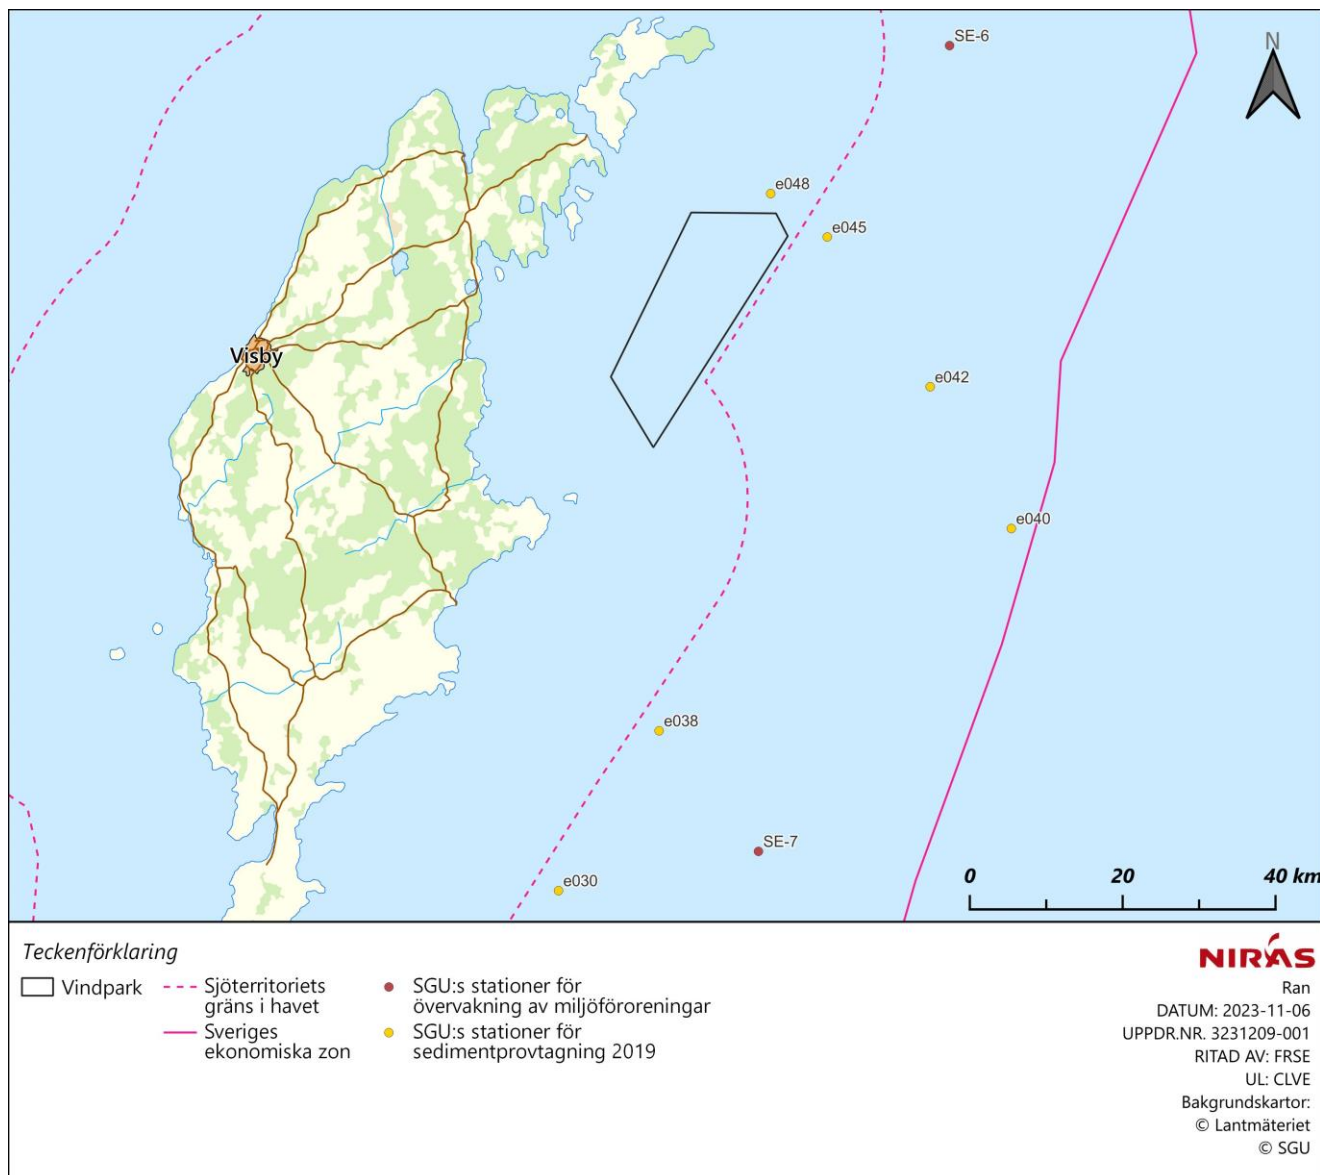 SE-6
N
e048
e045
Visby
e042
e040
e038
SE-7
e030
0 20 40 km
Teckenförklaring
Vindpark
Sjöterritoriets
gräns i havet
Sveriges
ekonomiska zon
SGU:s stationer för
övervakning av miljöföroreningar
SGU:s stationer för
sedimentprovtagning 2019
NIRAS
Ran
DATUM: 2023-11-06
UPPDR.NR. 3231209-001
RITAD AV: FRSE
UL: CLVE
Bakgrundskartor:
© Lantmäteriet
© SGU